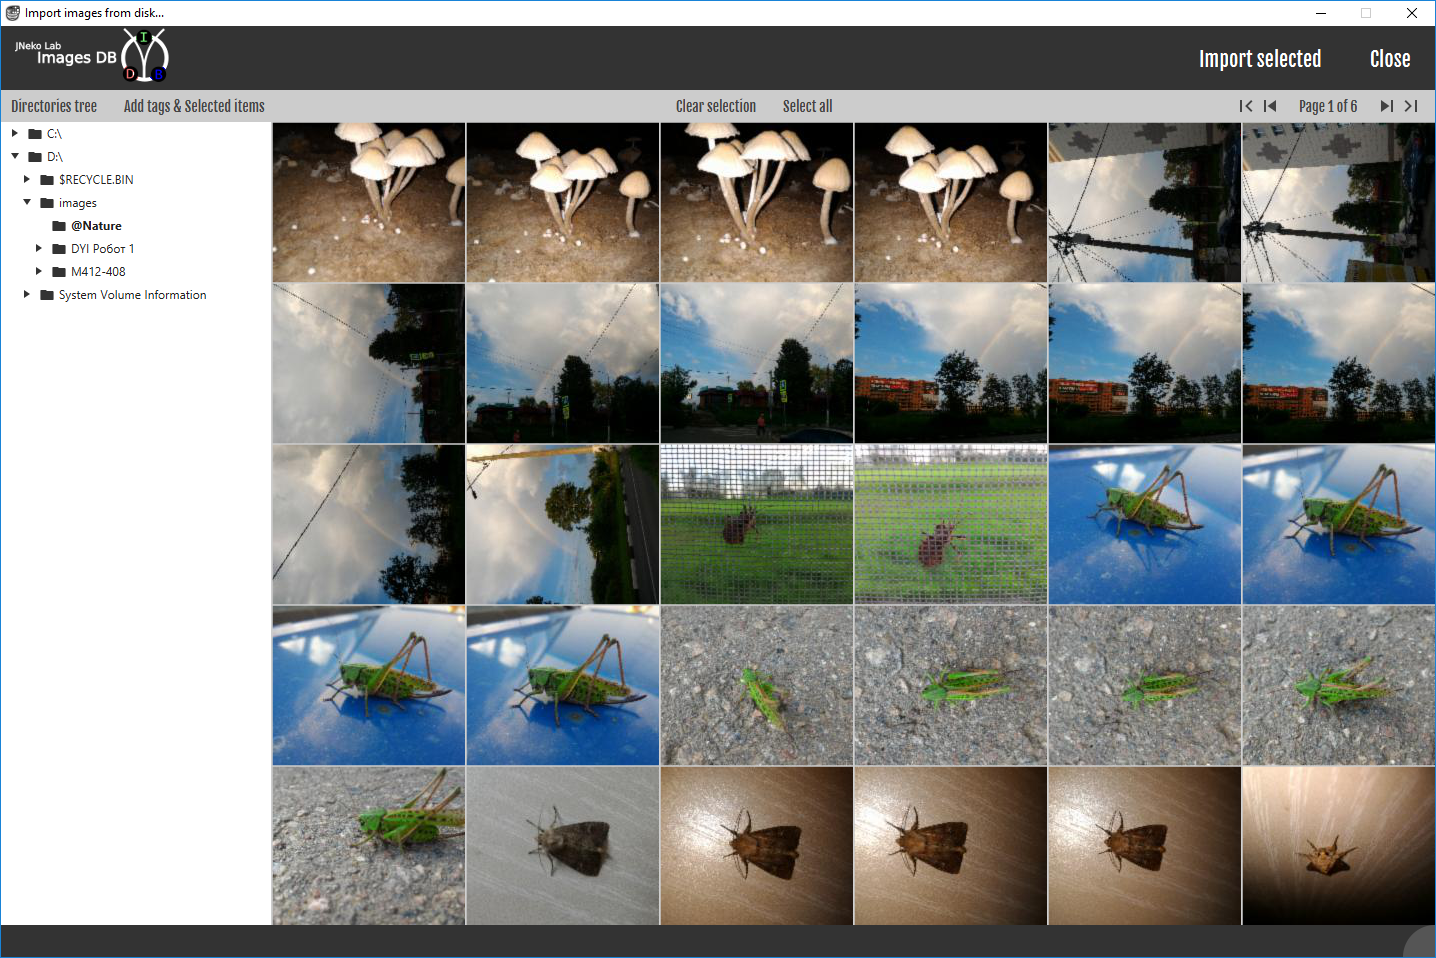 Import images from disk...
JNeko Lab
Images DB
I
D
B
Import selected
Close
Directories tree
Add tags & Selected items
Clear selection
Select all
Page 1 of 6
C:\
D:\
$RECYCLE.BIN
images
@Nature
DYI Робот 1
M412-408
System Volume Information